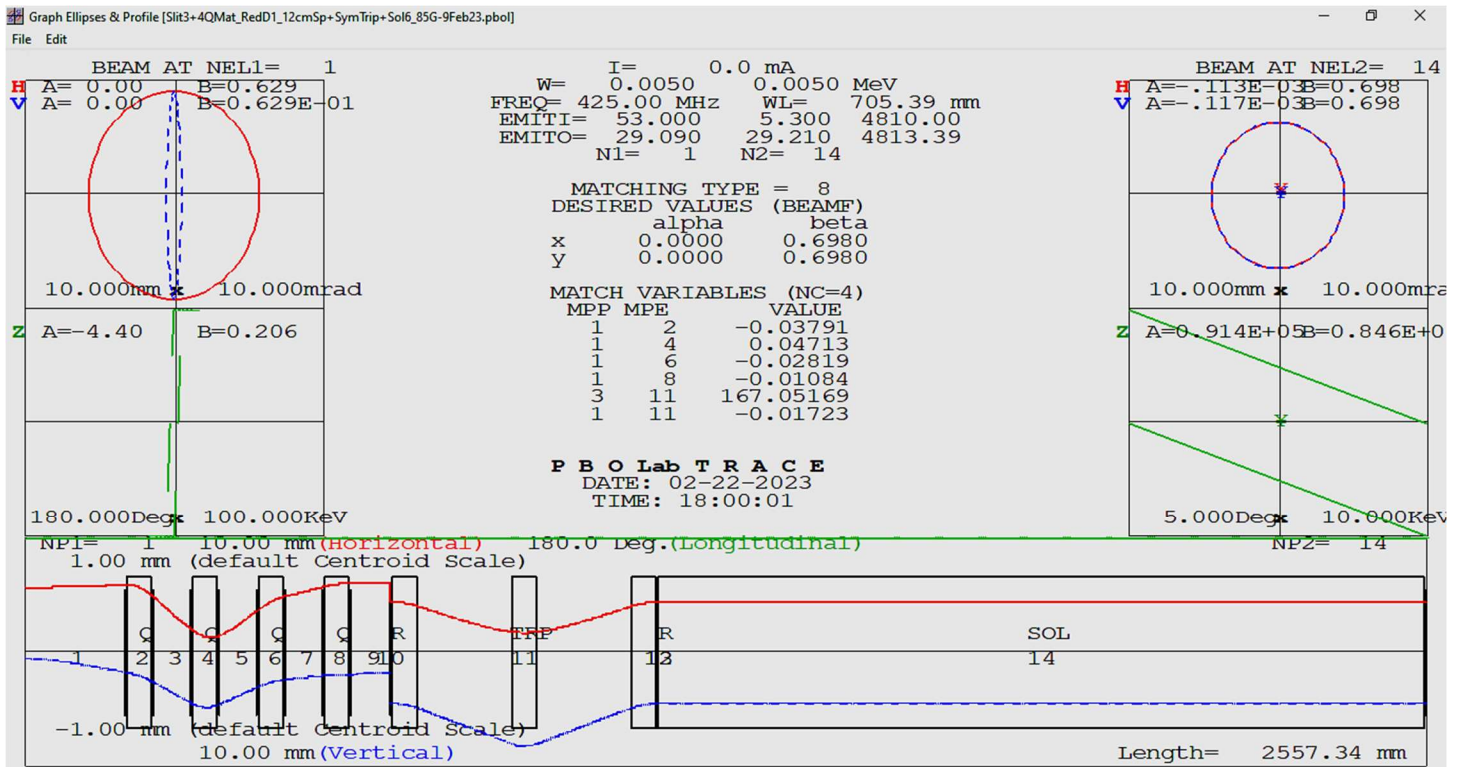 Graph Ellipses & Profile [Slit3+4QMat_RedD1_12cmSp+SymTrip+Sol6_85G-9Feb23.pbol]
File Edit
BEAM AT NEL1= 1
H A= 0.00 B=0.629
V A= 0.00 B=0.629E-01
10.000mm x 10.000mrad
Z A=-4.40 B=0.206
180.000Deg x 100.000KeV
I= 0.0 mA
W= 0.0050 0.0050 MeV
FREQ= 425.00 MHz WL= 705.39 mm
EMITI= 53.000 5.300 4810.00
EMITO= 29.090 29.210 4813.39
N1= 1 N2= 14
MATCHING TYPE = 8
DESIRED VALUES (BEAMF)
alpha beta
x 0.0000 0.6980
y 0.0000 0.6980
MATCH VARIABLES (NC=4)
MPP MPE VALUE
1 2 -0.03791
1 4 0.04713
1 6 -0.02819
1 8 -0.01084
3 11 167.05169
1 11 -0.01723
P B O Lab T R A C E
DATE: 02-22-2023
TIME: 18:00:01
BEAM AT NEL2= 14
H A=-.113E-03B=0.698
V A=-.117E-03B=0.698
10.000mm x 10.000mra
Z A=0.914E+05B=0.846E+0
5.000Deg x 10.000KeV
NP1= 1 10.00 mm(Horizontal) 180.0 Deg.(Longitudinal) NP2= 14
1.00 mm (default Centroid Scale)
Q Q Q Q R TRP R SOL
1 2 3 4 5 6 7 8 9 10 11 12 13 14
-1.00 mm (default Centroid Scale)
10.00 mm(Vertical) Length= 2557.34 mm